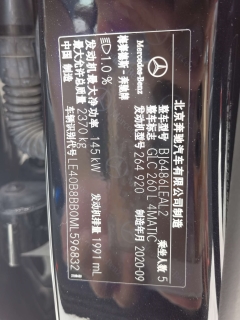 Mercedes-Benz
梅赛德斯-奔驰牌
1.0%
北京奔驰汽车有限公司制造
整车型号 BJ6486LEAL2
乘坐人数 5
整车标志 GLC 260 L 4MATIC
发动机型号 264 920
制造年月 2020-09
发动机最大净功率 145 kW
发动机排量 1991 mL
最大允许总质量 2370 kg
车辆识别代号 LE40B8BB0ML596832
中国 制造